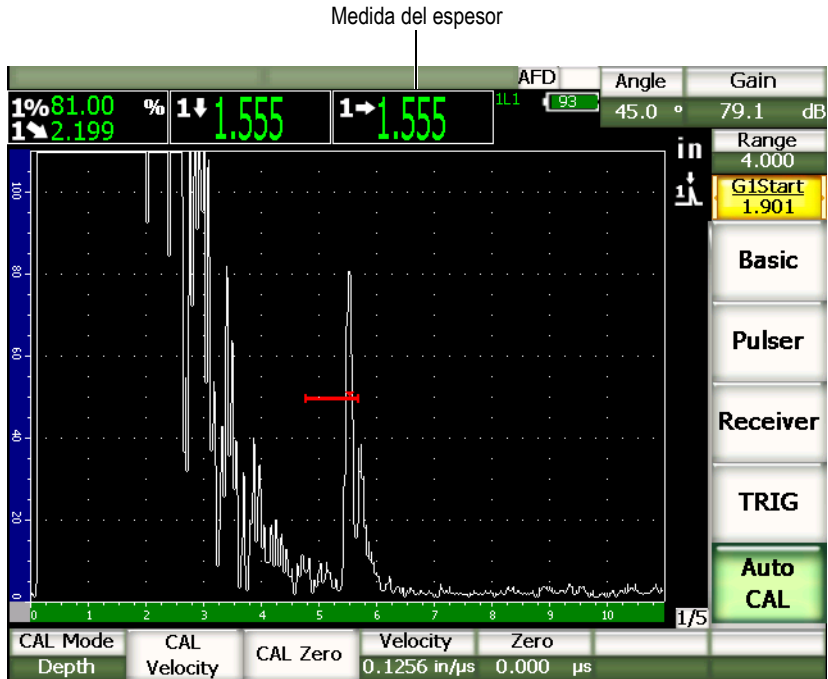 Medida del espesor
AFD
Angle
Gain
1% 81.00 %
1 2.199
1 1.555
1 1.555
1L1
93
45.0 °
79.1 dB
in
Range
4.000
1
G1Start
1.901
Basic
Pulser
Receiver
TRIG
Auto
CAL
100
80
60
40
20
0
0 1 2 3 4 5 6 7 8 9 10
1/5
CAL Mode
Depth
CAL
Velocity
CAL Zero
Velocity
0.1256 in/µs
Zero
0.000 µs